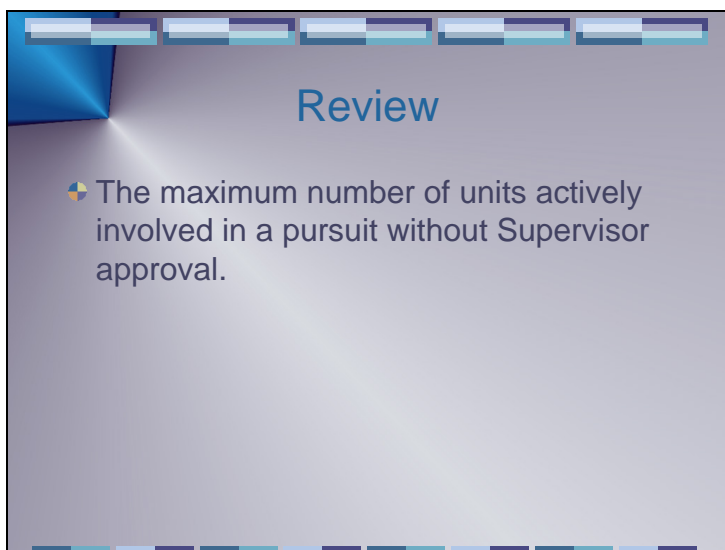 Review
The maximum number of units actively
involved in a pursuit without Supervisor
approval.